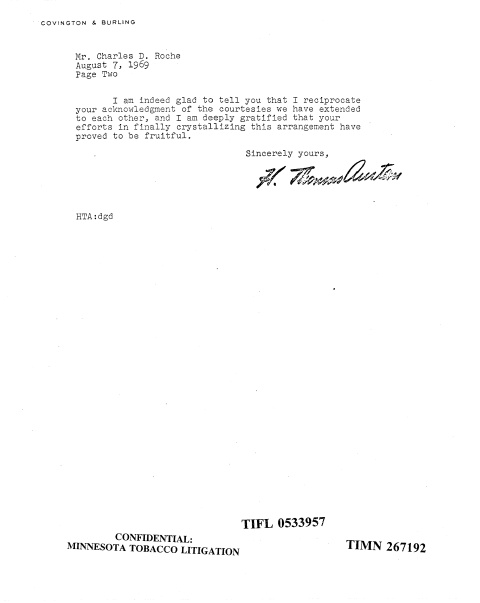 COVINGTON & BURLING
Mr. Charles D. Roche
August 7, 1969
Page Two
I am indeed glad to tell you that I reciprocate
your acknowledgment of the courtesies we have extended
to each other, and I am deeply gratified that your
efforts in finally crystallizing this arrangement have
proved to be fruitful.
Sincerely yours,
H. Thomas Austern
HTA:dgd
TIFL 0533957
CONFIDENTIAL:
MINNESOTA TOBACCO LITIGATION
TIMN 267192